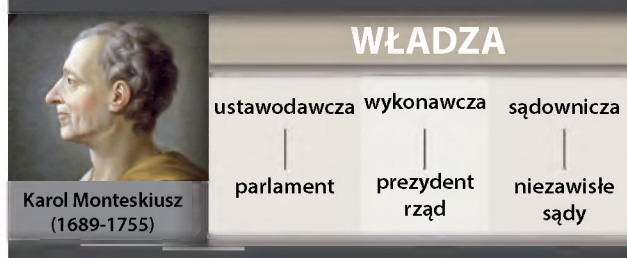 WŁADZA
ustawodawcza
wykonawcza
sądownicza
parlament
prezydent
rząd
niezawisłe
sądy
Karol Monteskiusz
(1689-1755)